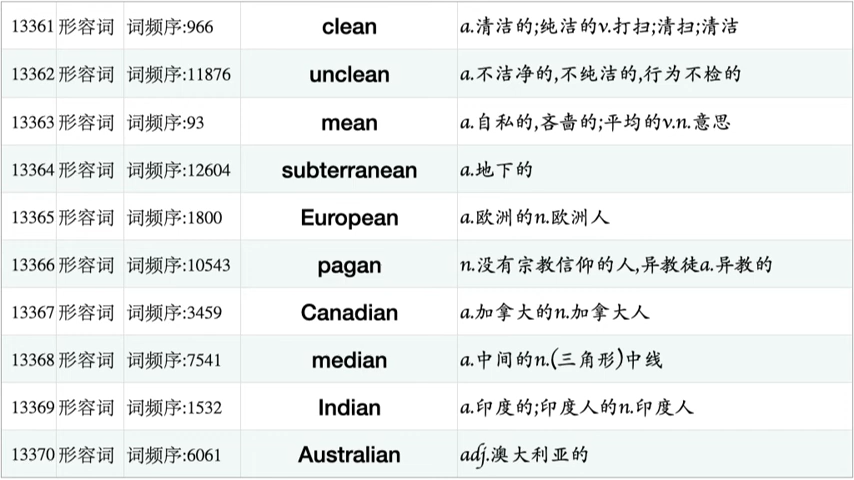 13361 形容词 词频序:966 clean a.清洁的;纯洁的v.打扫;清扫;清洁
13362 形容词 词频序:11876 unclean a.不洁净的,不纯洁的,行为不检的
13363 形容词 词频序:93 mean a.自私的,吝啬的;平均的v.n.意思
13364 形容词 词频序:12604 subterranean a.地下的
13365 形容词 词频序:1800 European a.欧洲的n.欧洲人
13366 形容词 词频序:10543 pagan n.没有宗教信仰的人,异教徒a.异教的
13367 形容词 词频序:3459 Canadian a.加拿大的n.加拿大人
13368 形容词 词频序:7541 median a.中间的n.(三角形)中线
13369 形容词 词频序:1532 Indian a.印度的;印度人的n.印度人
13370 形容词 词频序:6061 Australian adj.澳大利亚的